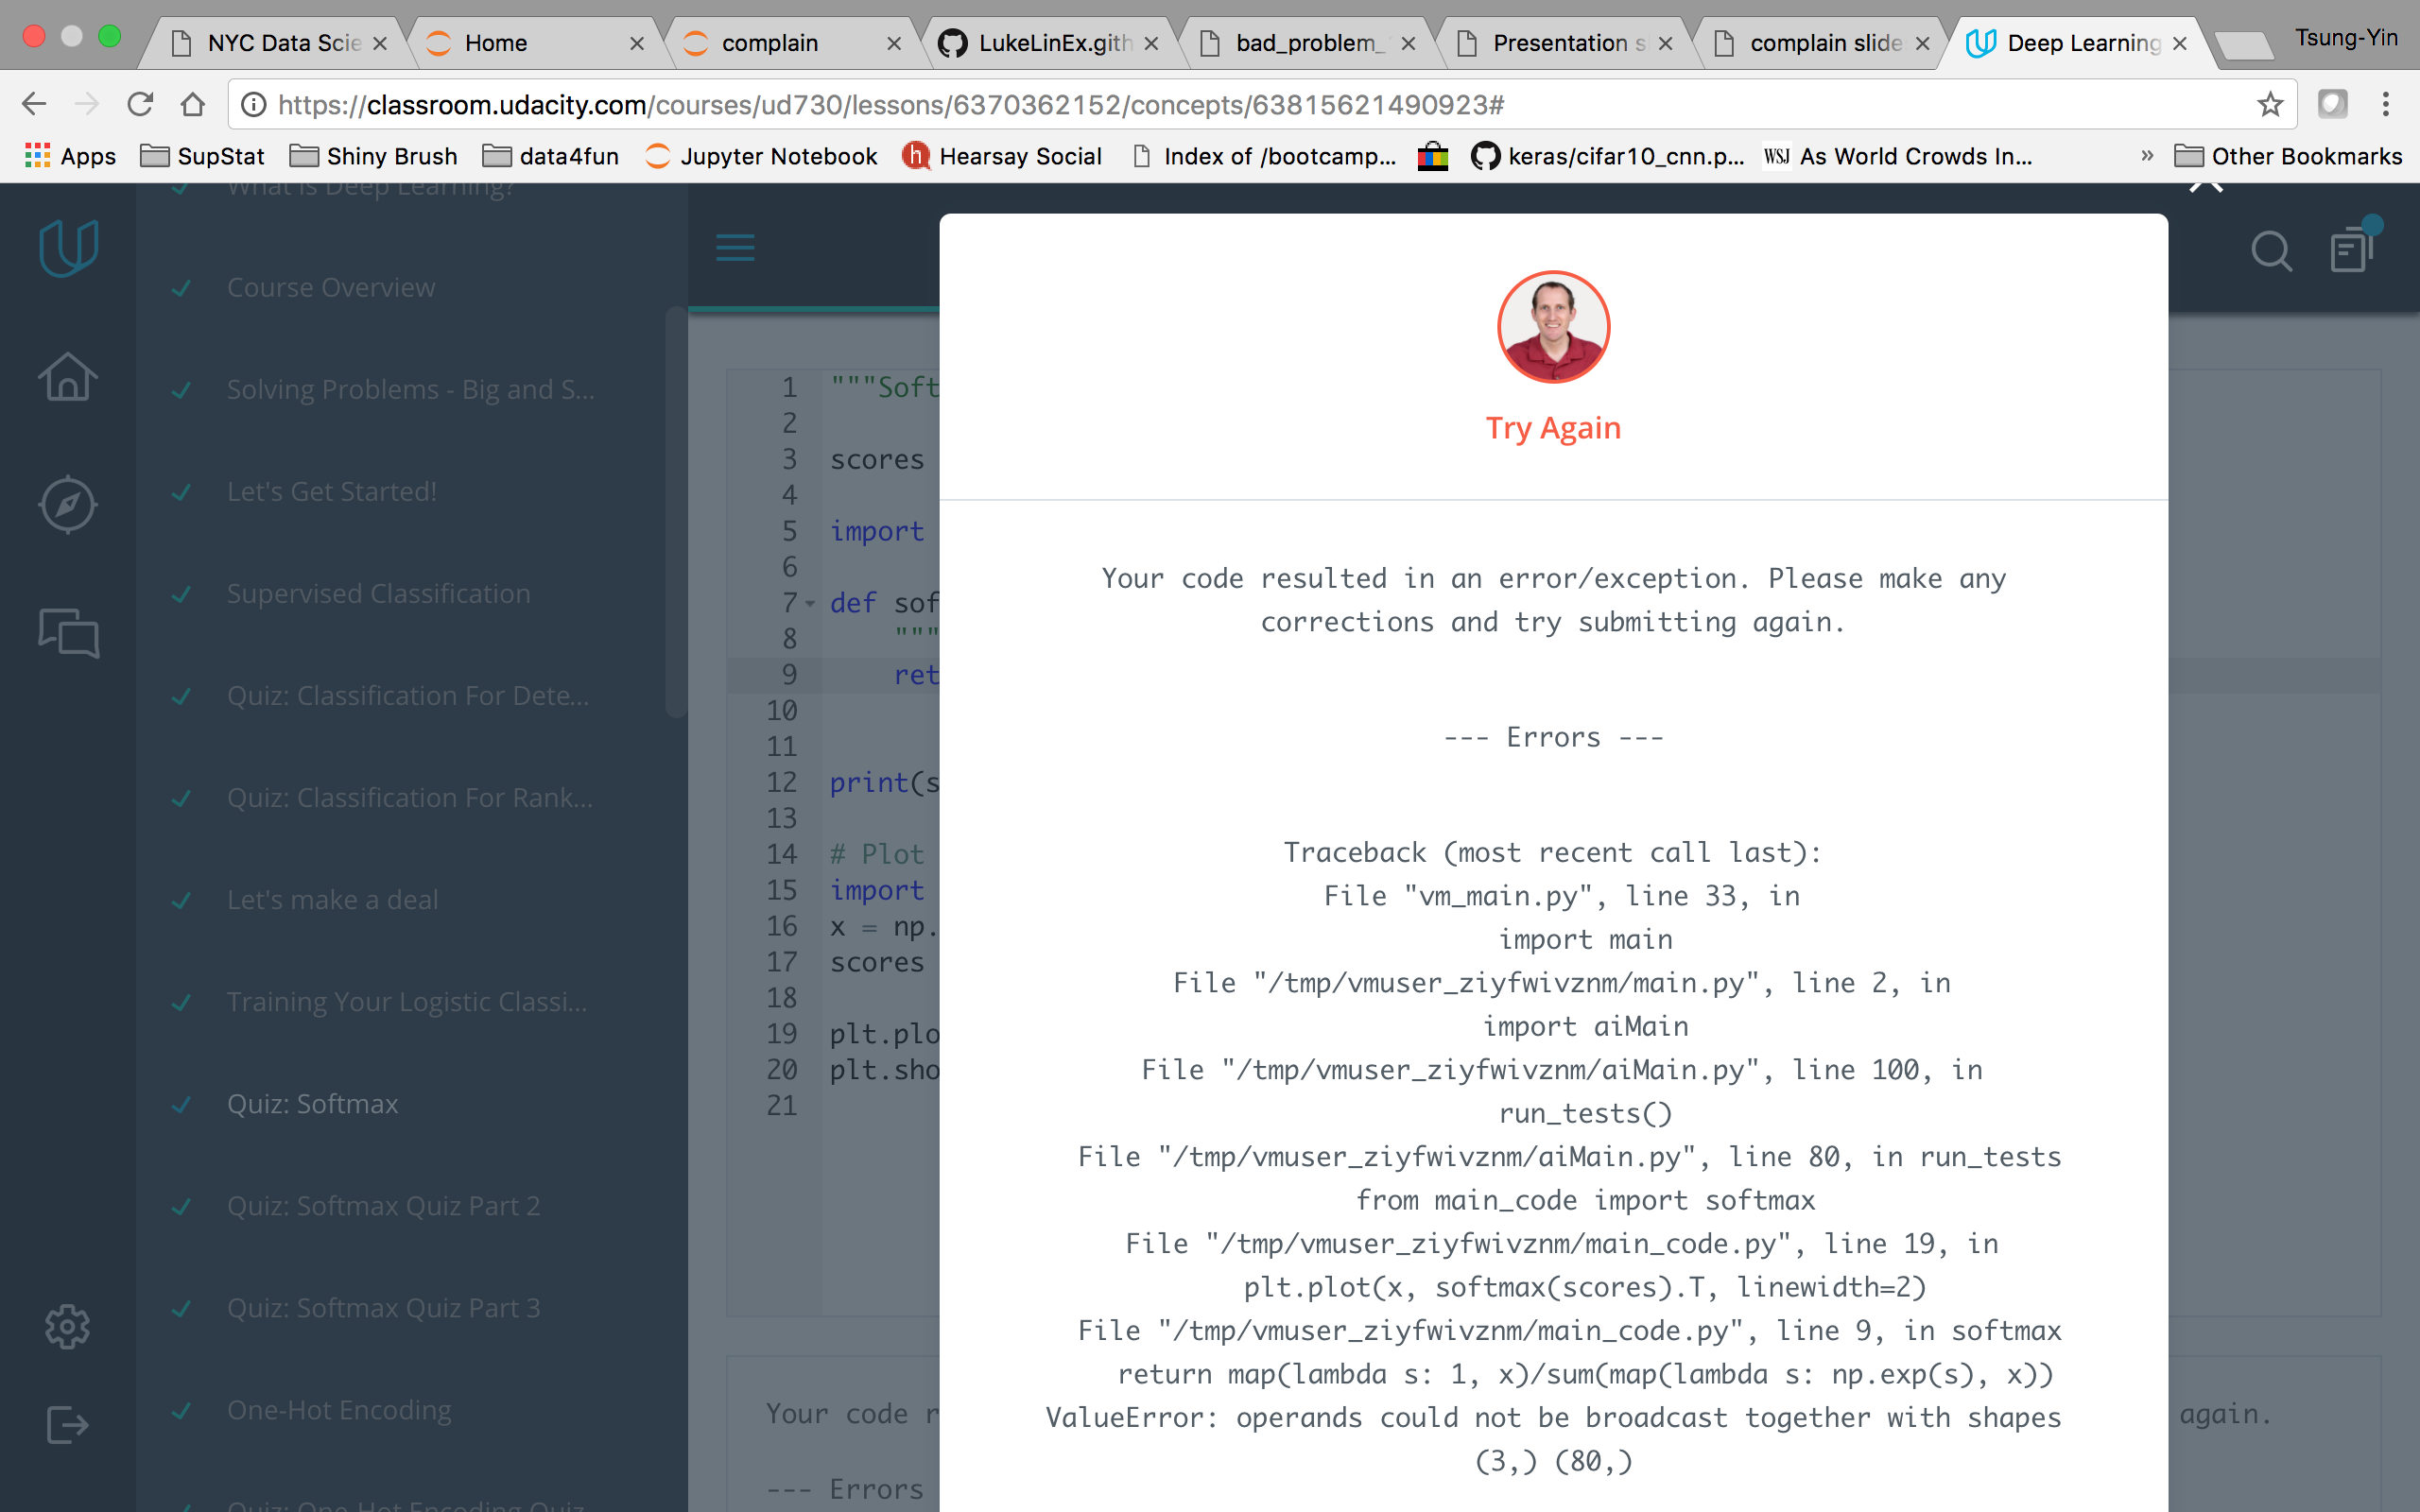 NYC Data Scie
Home
complain
LukeLinEx.gith
bad_problem_
Presentation s
complain slide
Deep Learning
Tsung-Yin
https://classroom.udacity.com/courses/ud730/lessons/6370362152/concepts/63815621490923#
Apps
SupStat
Shiny Brush
data4fun
Jupyter Notebook
Hearsay Social
Index of /bootcamp...
keras/cifar10_cnn.p...
WSJ As World Crowds In...
»
Other Bookmarks
What is Deep Learning?
Course Overview
Solving Problems - Big and S...
Let's Get Started!
Supervised Classification
Quiz: Classification For Dete...
Quiz: Classification For Rank...
Let's make a deal
Training Your Logistic Classi...
Quiz: Softmax
Quiz: Softmax Quiz Part 2
Quiz: Softmax Quiz Part 3
One-Hot Encoding
Quiz: One-Hot Encoding Quiz
1 """Soft
2
3 scores
4
5 import
6
7 def sof
8 """
9 ret
10
11
12 print(s
13
14 # Plot
15 import
16 x = np.
17 scores
18
19 plt.plo
20 plt.sho
21
Your code r
again.
--- Errors
Try Again
Your code resulted in an error/exception. Please make any
corrections and try submitting again.
--- Errors ---
Traceback (most recent call last):
File "vm_main.py", line 33, in
import main
File "/tmp/vmuser_ziyfwivznm/main.py", line 2, in
import aiMain
File "/tmp/vmuser_ziyfwivznm/aiMain.py", line 100, in
run_tests()
File "/tmp/vmuser_ziyfwivznm/aiMain.py", line 80, in run_tests
from main_code import softmax
File "/tmp/vmuser_ziyfwivznm/main_code.py", line 19, in
plt.plot(x, softmax(scores).T, linewidth=2)
File "/tmp/vmuser_ziyfwivznm/main_code.py", line 9, in softmax
return map(lambda s: 1, x)/sum(map(lambda s: np.exp(s), x))
ValueError: operands could not be broadcast together with shapes
(3,) (80,)